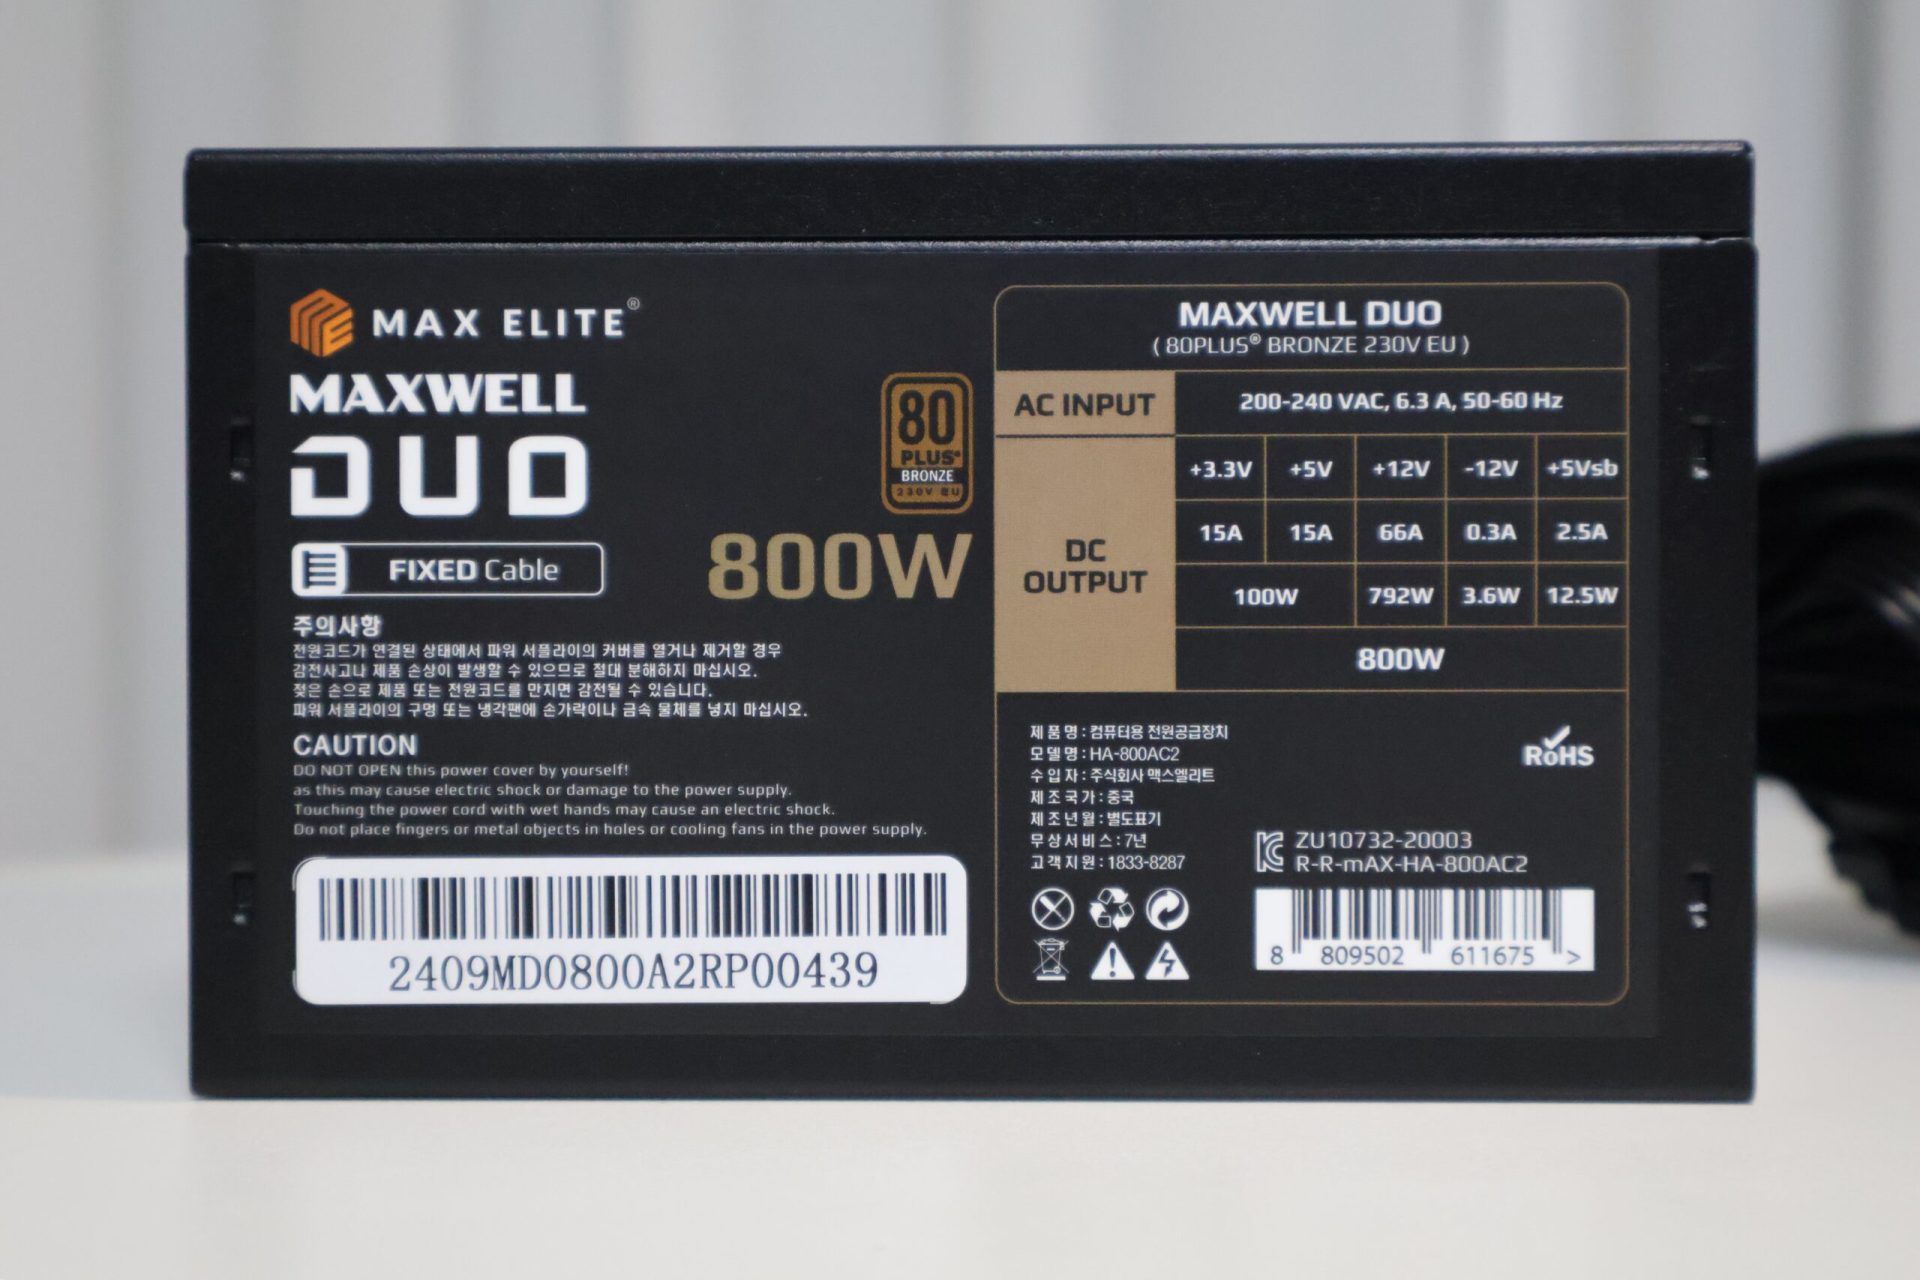 MAX ELITE®
MAXWELL
DUO
FIXED Cable
80
PLUS®
BRONZE
230V EU
800W
주의사항
전원코드가 연결된 상태에서 파워 서플라이의 커버를 열거나 제거할 경우
감전사고나 제품 손상이 발생할 수 있으므로 절대 분해하지 마십시오.
젖은 손으로 제품 또는 전원코드를 만지면 감전될 수 있습니다.
파워 서플라이의 구멍 또는 냉각팬에 손가락이나 금속 물체를 넣지 마십시오.
CAUTION
DO NOT OPEN this power cover by yourself!
as this may cause electric shock or damage to the power supply.
Touching the power cord with wet hands may cause an electric shock.
Do not place fingers or metal objects in holes or cooling fans in the power supply.
2409MD0800A2RP00439
MAXWELL DUO
( 80PLUS® BRONZE 230V EU )
AC INPUT 200-240 VAC, 6.3 A, 50-60 Hz
DC OUTPUT
+3.3V +5V +12V -12V +5Vsb
15A 15A 66A 0.3A 2.5A
100W 792W 3.6W 12.5W
800W
제품명 : 컴퓨터용 전원공급장치
모델명 : HA-800AC2
수입자 : 주식회사 맥스엘리트
제조국가 : 중국
제조년월 : 별도표기
무상서비스 : 7년
고객지원 : 1833-8287
RoHS
ZU10732-20003
R-R-mAX-HA-800AC2
8 809502 611675 >